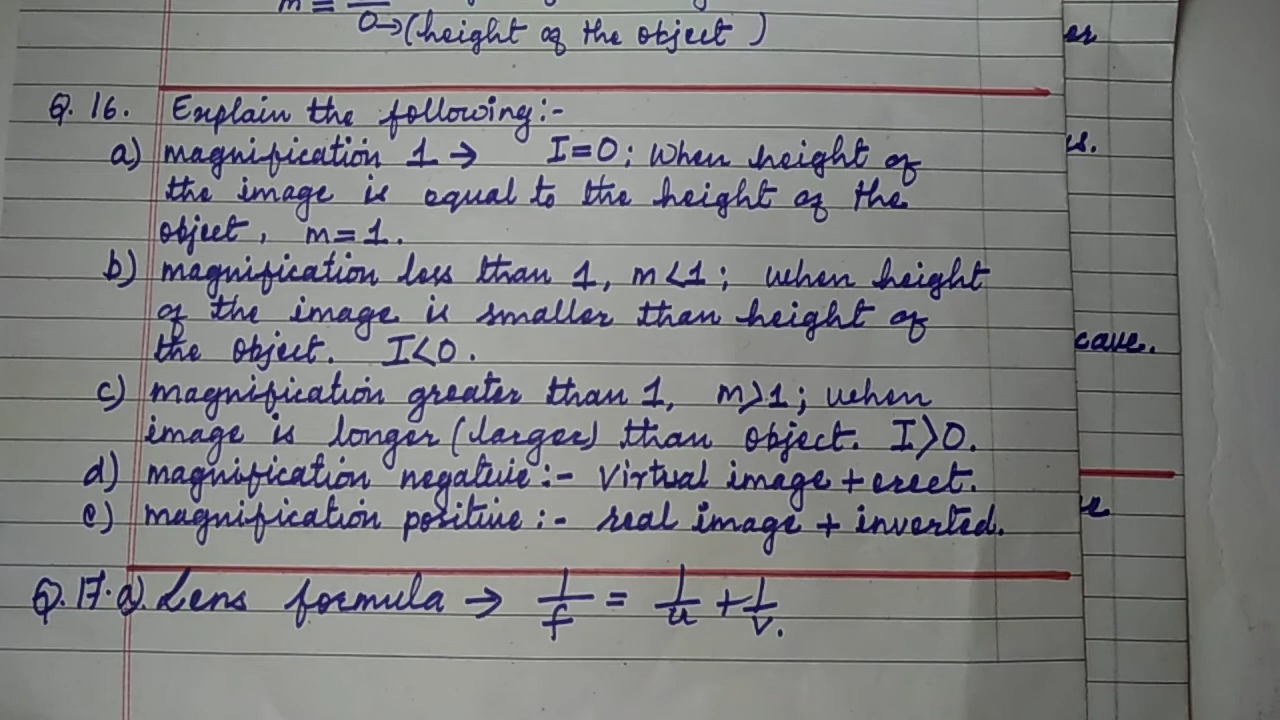 m =
O→(height of the object)
er
Q. 16. Explain the following:-
a) magnification 1 → I=O; When height of
s.
the image is equal to the height of the
object, m=1.
b) magnification less than 1, m<1; when height
of the image is smaller than height of
the object. I<O.
cave.
c) magnification greater than 1, m>1; when
image is longer (larger) than object. I>O.
d) magnification negative:- Virtual image + erect.
e) magnification positive:- real image + inverted.
Q.17.a). Lens formula → 1/f = 1/u + 1/v.